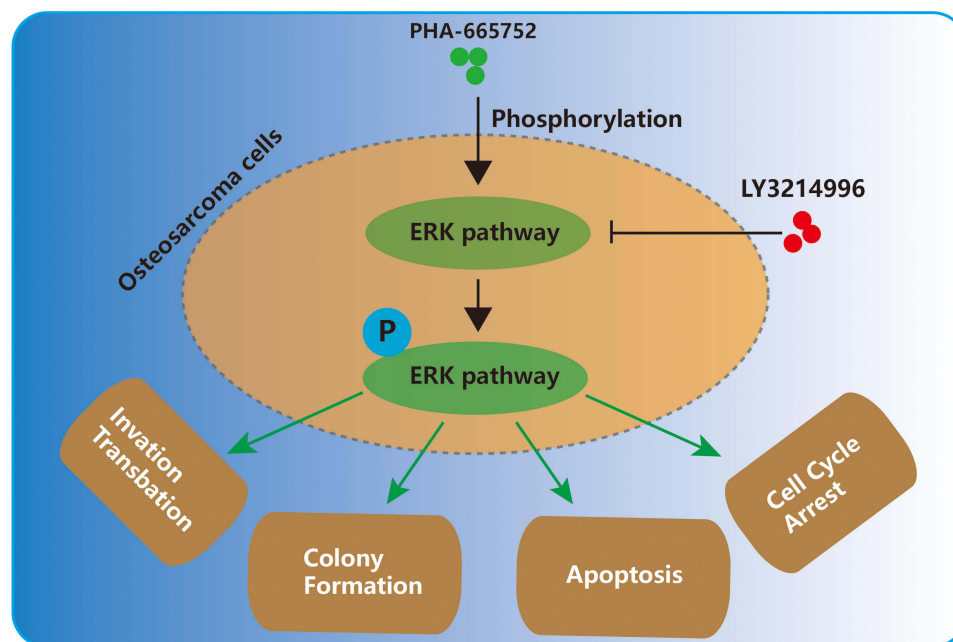 PHA-665752
Phosphorylation
Osteosarcoma cells
LY3214996
ERK pathway
P
ERK pathway
Invation
Transbation
Colony
Formation
Apoptosis
Cell Cycle
Arrest